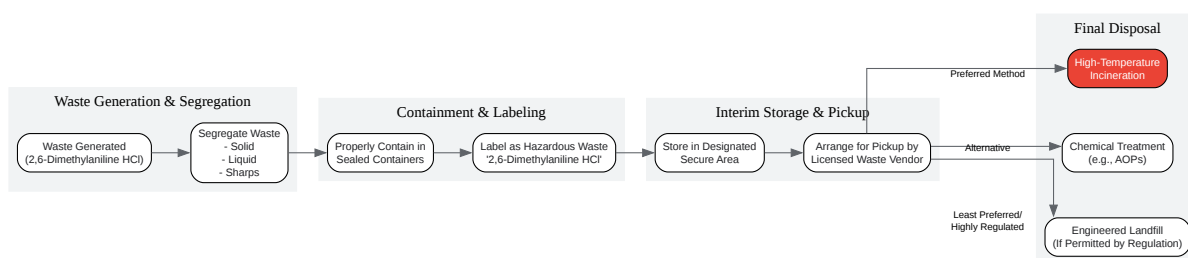 Waste Generation & Segregation
Waste Generated
(2,6-Dimethylaniline HCl)
Segregate Waste
- Solid
- Liquid
- Sharps
Containment & Labeling
Properly Contain in
Sealed Containers
Label as Hazardous Waste
'2,6-Dimethylaniline HCl'
Interim Storage & Pickup
Store in Designated
Secure Area
Arrange for Pickup by
Licensed Waste Vendor
Preferred Method
Alternative
Least Preferred/
Highly Regulated
Final Disposal
High-Temperature
Incineration
Chemical Treatment
(e.g., AOPs)
Engineered Landfill
(If Permitted by Regulation)